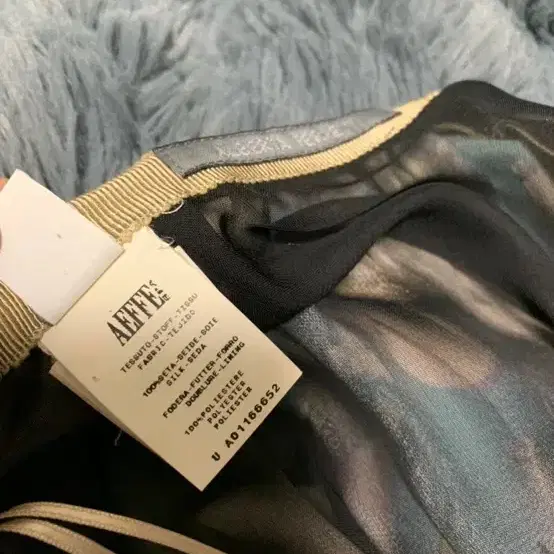 AEFFE
TESSUTO-STOFF-TISSU
FABRIC-TEJIDO
100%SETA-SEIDE-SOIE
SILK-SEDA
FODERA-FUTTER-FORRO
DOUBLURE-LINING
100%POLIESTERE
POLYESTER
POLIESTER
U A01166652